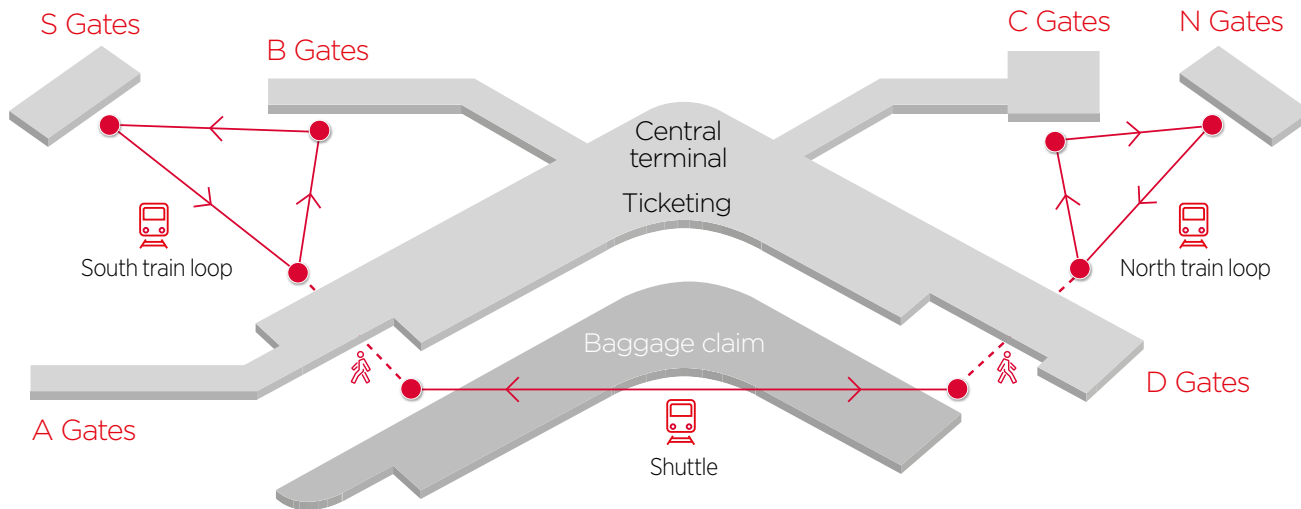 S Gates
B Gates
C Gates
N Gates
Central
terminal
Ticketing
South train loop
North train loop
Baggage claim
D Gates
A Gates
Shuttle